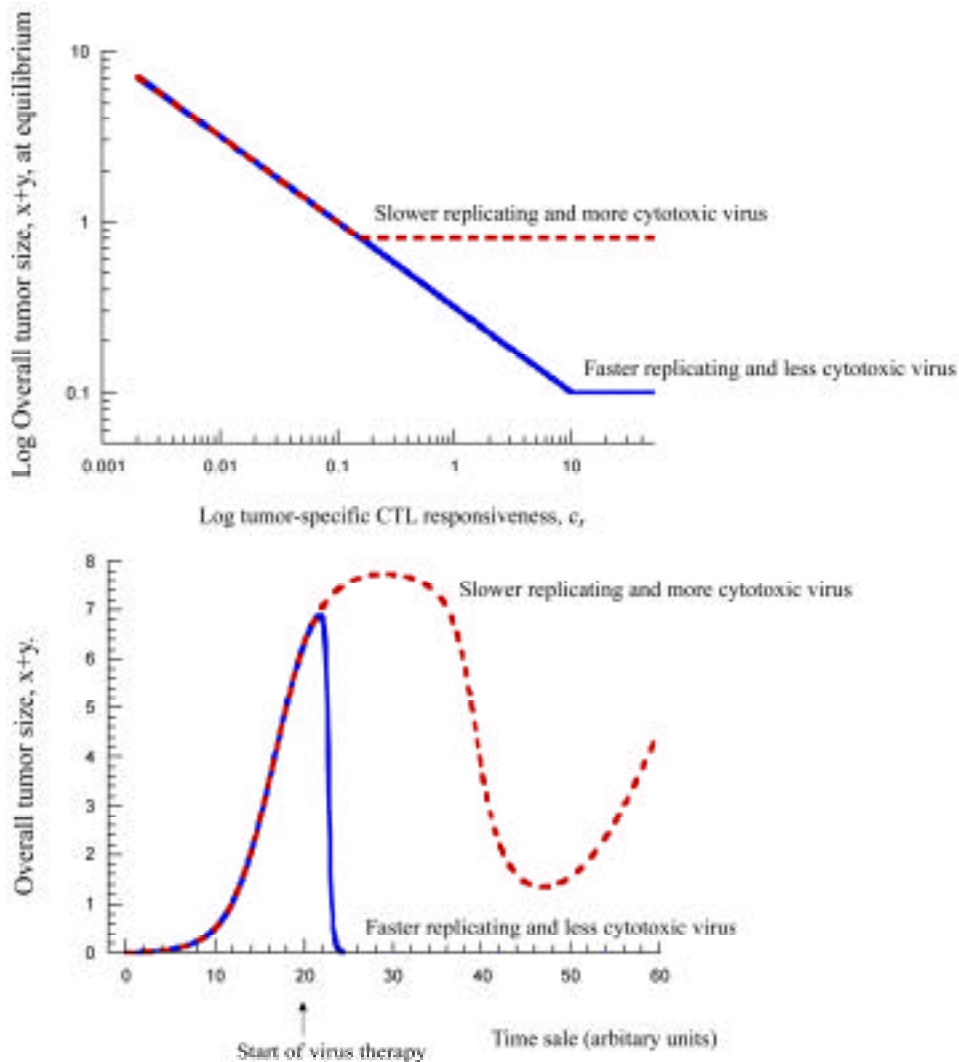 Log Overall tumor size, x+y, at equilibrium
10
1
0.1
Slower replicating and more cytotoxic virus
Faster replicating and less cytotoxic virus
0.001 0.01 0.1 1 10
Log tumor-specific CTL responsiveness, c
Overall tumor size, x+y.
8
7
6
5
4
3
2
1
0
Slower replicating and more cytotoxic virus
Faster replicating and less cytotoxic virus
0 10 20 30 40 50 60
Start of virus therapy
Time sale (arbitary units)